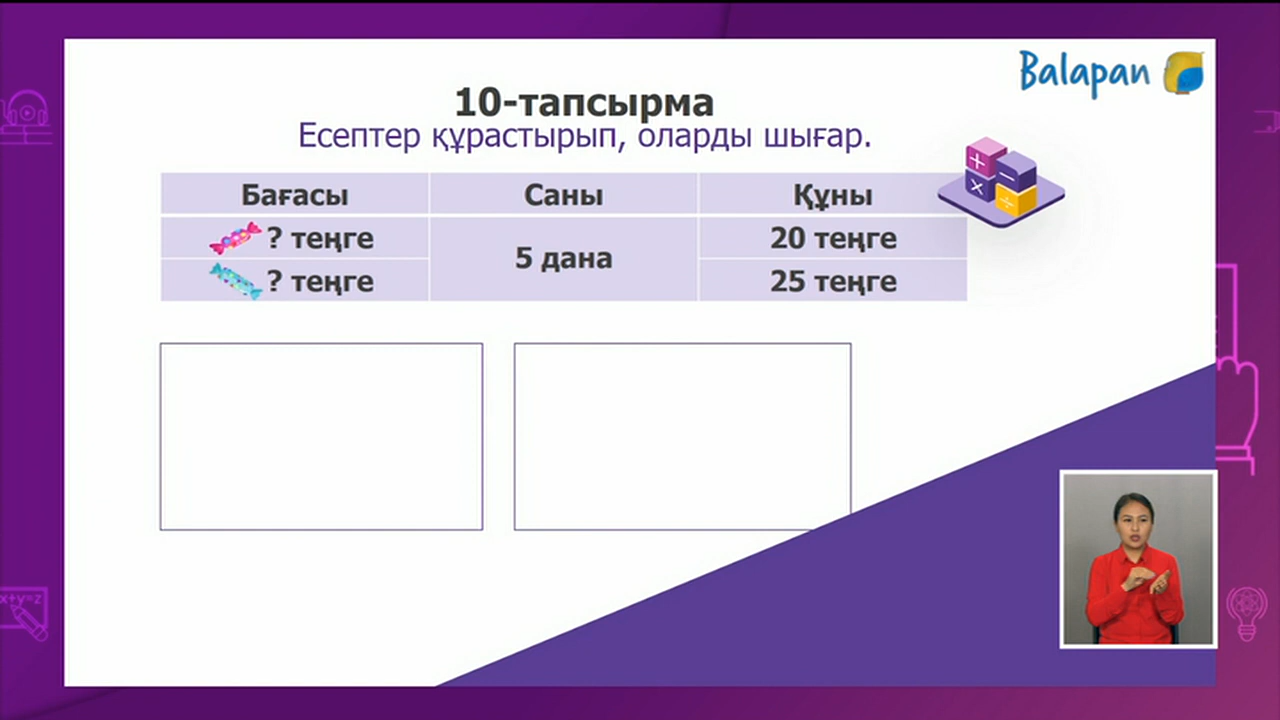 Balapan
10-тапсырма
Есептер құрастырып, оларды шығар.
Бағасы Саны Құны
? теңге 5 дана 20 теңге
? теңге 25 теңге
x+y=z